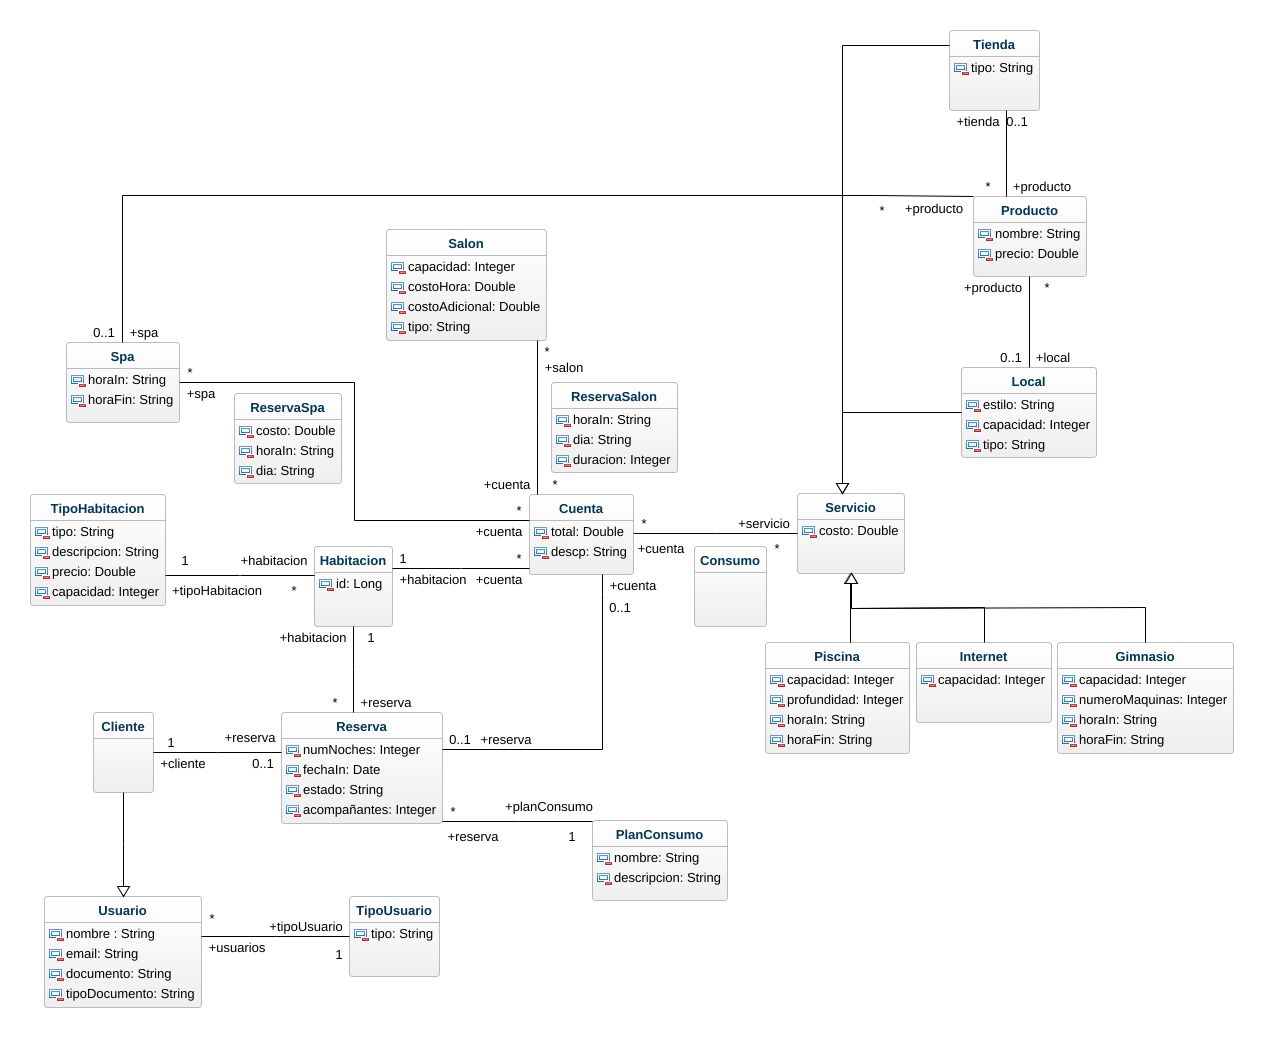 Tienda
tipo: String
+tienda 0..1
* +producto
* +producto
Producto
nombre: String
precio: Double
+producto *
Salon
capacidad: Integer
costoHora: Double
costoAdicional: Double
tipo: String
*
+salon
0..1 +spa
Spa
horaIn: String
horaFin: String
*
+spa
0..1 +local
Local
estilo: String
capacidad: Integer
tipo: String
ReservaSpa
costo: Double
horaIn: String
dia: String
ReservaSalon
horaIn: String
dia: String
duracion: Integer
+cuenta *
TipoHabitacion
tipo: String
descripcion: String
precio: Double
capacidad: Integer
1 +habitacion
+tipoHabitacion *
Habitacion
id: Long
*
+cuenta
1 *
+habitacion +cuenta
Cuenta
total: Double
descp: String
* +servicio
+cuenta *
Servicio
costo: Double
Consumo
+cuenta
0..1
+habitacion 1
* +reserva
Piscina
capacidad: Integer
profundidad: Integer
horaIn: String
horaFin: String
Internet
capacidad: Integer
Gimnasio
capacidad: Integer
numeroMaquinas: Integer
horaIn: String
horaFin: String
Cliente
1 +reserva
+cliente 0..1
Reserva
numNoches: Integer
fechaIn: Date
estado: String
acompañantes: Integer
0..1 +reserva
* +planConsumo
+reserva 1
PlanConsumo
nombre: String
descripcion: String
Usuario
nombre : String
email: String
documento: String
tipoDocumento: String
* +tipoUsuario
+usuarios 1
TipoUsuario
tipo: String